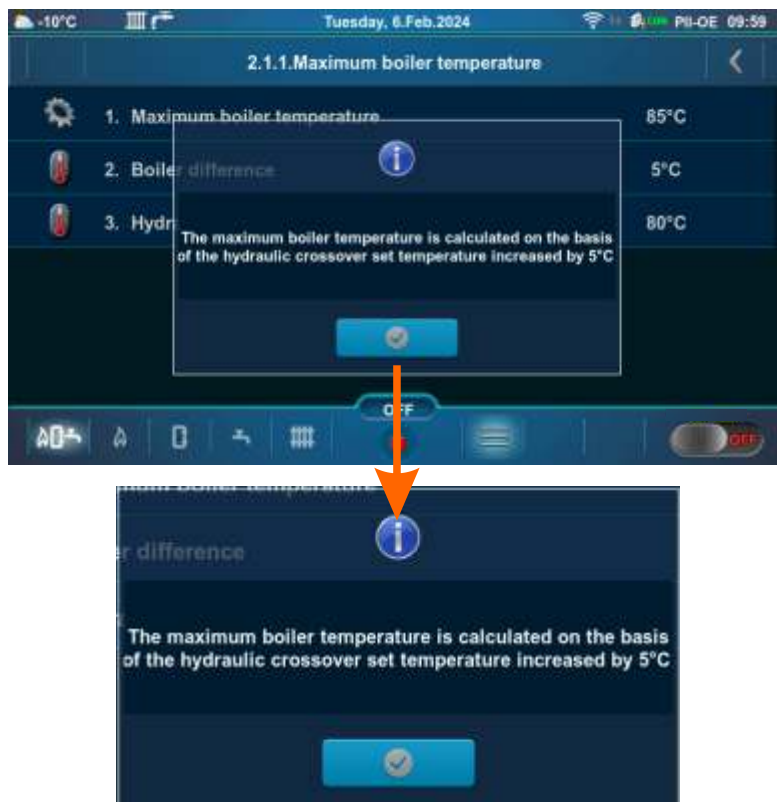 -10°C Tuesday, 6.Feb.2024 PII-OE 09:59
2.1.1.Maximum boiler temperature
1. Maximum boiler temperature 85°C
2. Boiler difference 5°C
3. Hydr 80°C
The maximum boiler temperature is calculated on the basis
of the hydraulic crossover set temperature increased by 5°C
OFF
OFF
boiler temperature
r difference
The maximum boiler temperature is calculated on the basis
of the hydraulic crossover set temperature increased by 5°C